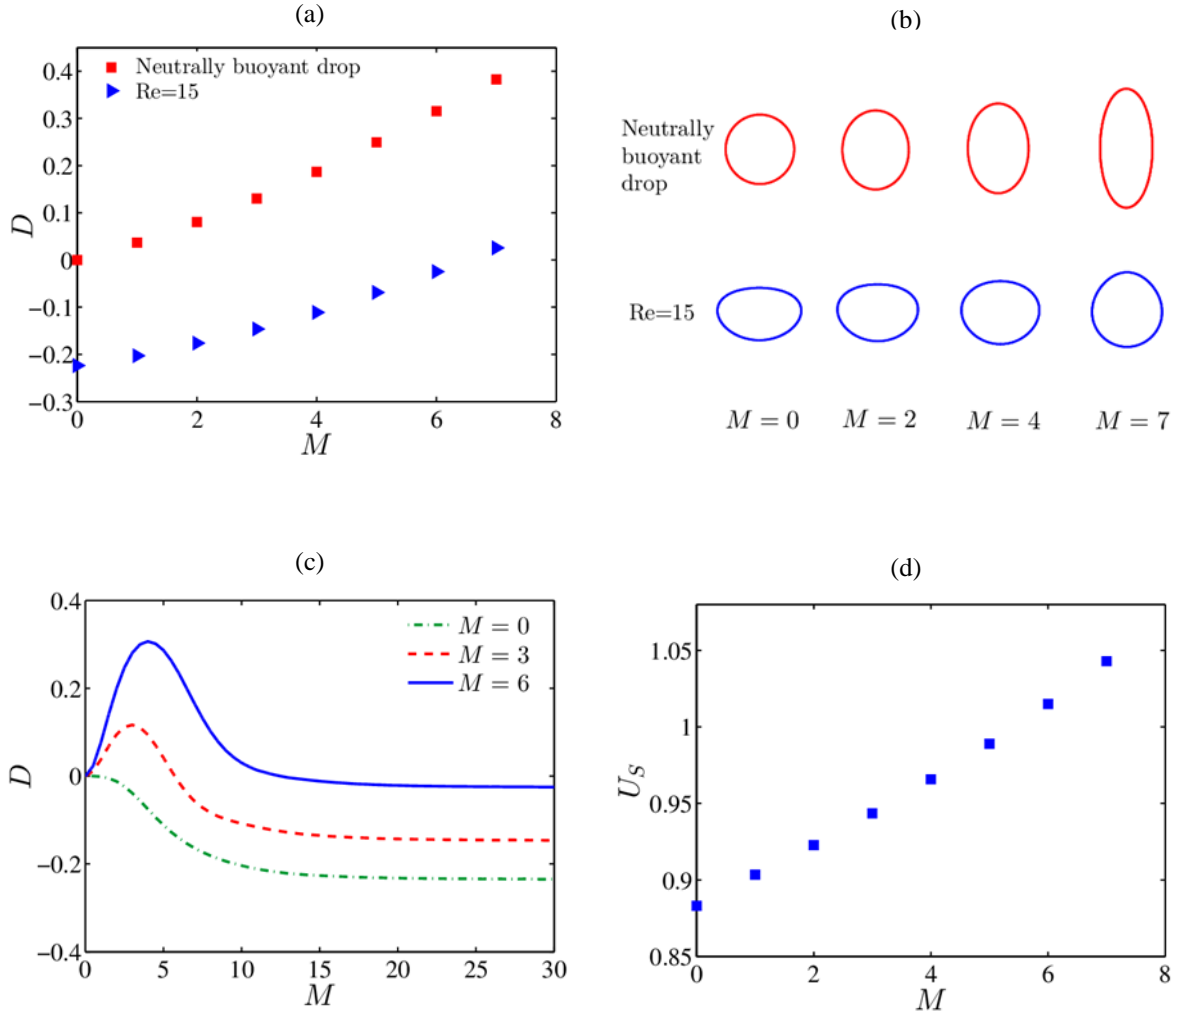 (a)
0.4
0.3
0.2
0.1
0
−0.1
−0.2
−0.3
D
Neutrally buoyant drop
Re=15
0 2 4 6 8
M
(b)
Neutrally
buoyant
drop
Re=15
M = 0 M = 2 M = 4 M = 7
(c)
0.4
0.2
0
−0.2
−0.4
D
M = 0
M = 3
M = 6
0 5 10 15 20 25 30
M
(d)
1.05
1
0.95
0.9
0.85
U_S
0 2 4 6 8
M